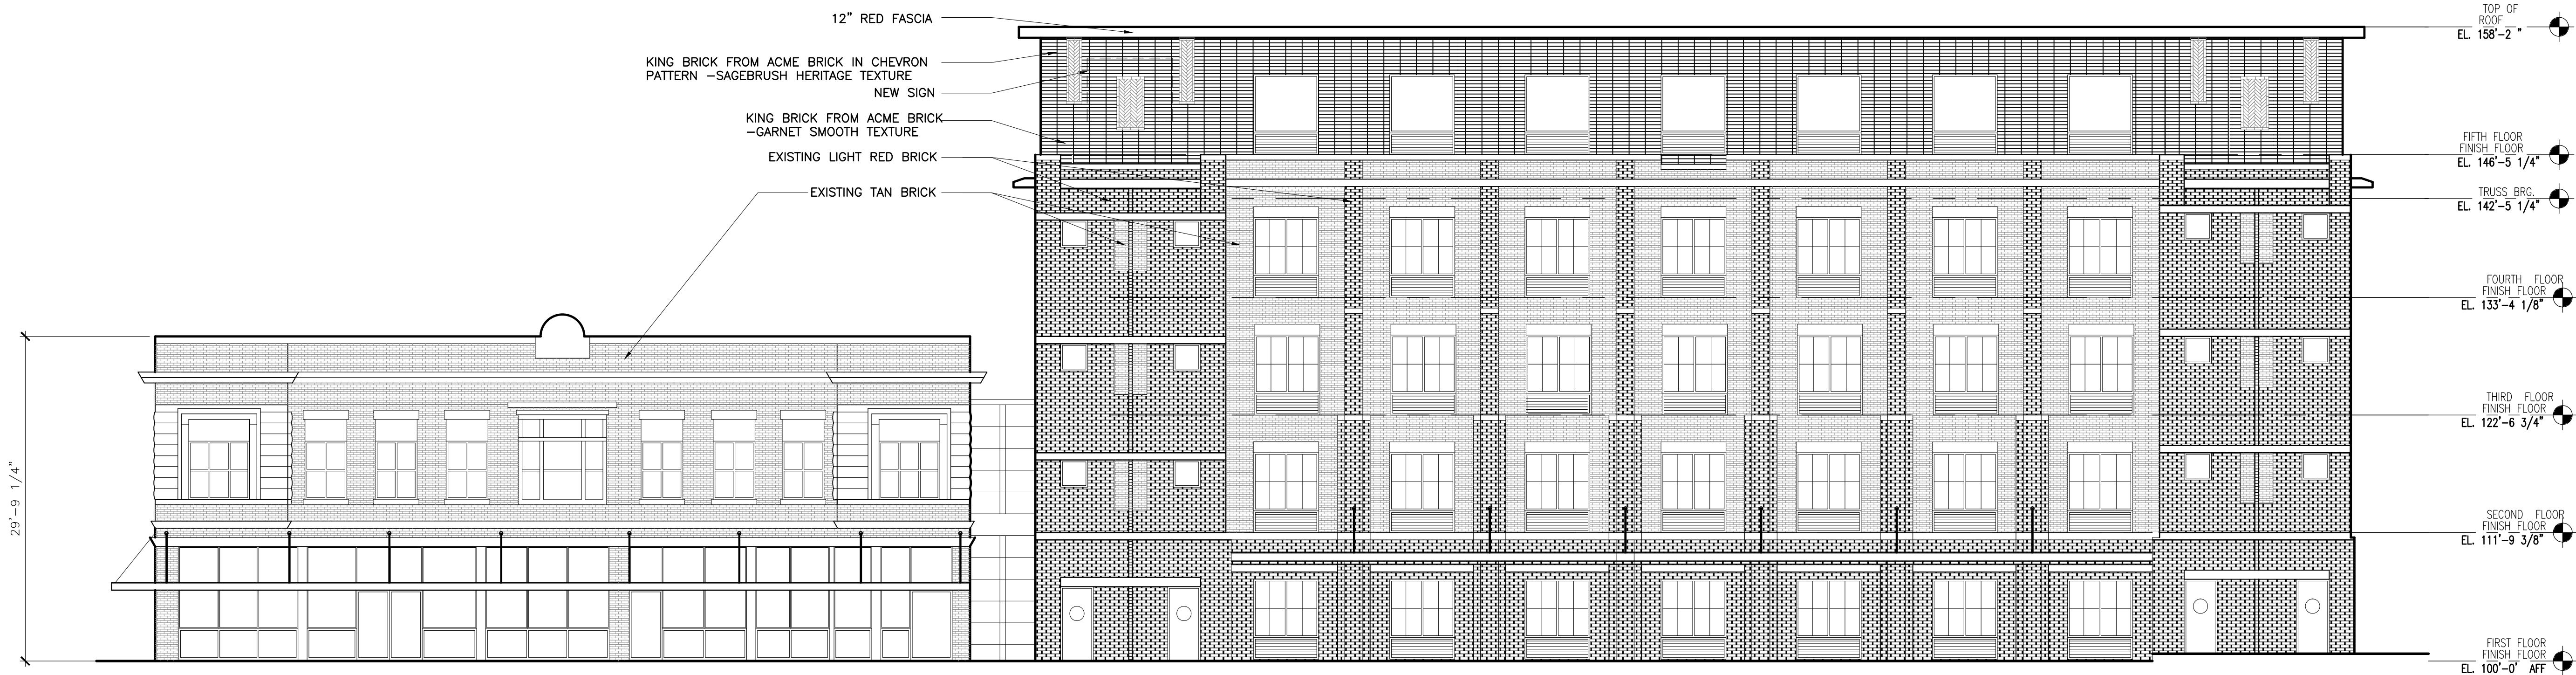 12" RED FASCIA
KING BRICK FROM ACME BRICK IN CHEVRON
PATTERN -SAGEBRUSH HERITAGE TEXTURE
NEW SIGN
KING BRICK FROM ACME BRICK
-GARNET SMOOTH TEXTURE
EXISTING LIGHT RED BRICK
EXISTING TAN BRICK
29'-9 1/4"
TOP OF
ROOF
EL. 158'-2 "
FIFTH FLOOR
FINISH FLOOR
EL. 146'-5 1/4"
TRUSS BRG.
EL. 142'-5 1/4"
FOURTH FLOOR
FINISH FLOOR
EL. 133'-4 1/8"
THIRD FLOOR
FINISH FLOOR
EL. 122'-6 3/4"
SECOND FLOOR
FINISH FLOOR
EL. 111'-9 3/8"
FIRST FLOOR
FINISH FLOOR
EL. 100'-0' AFF